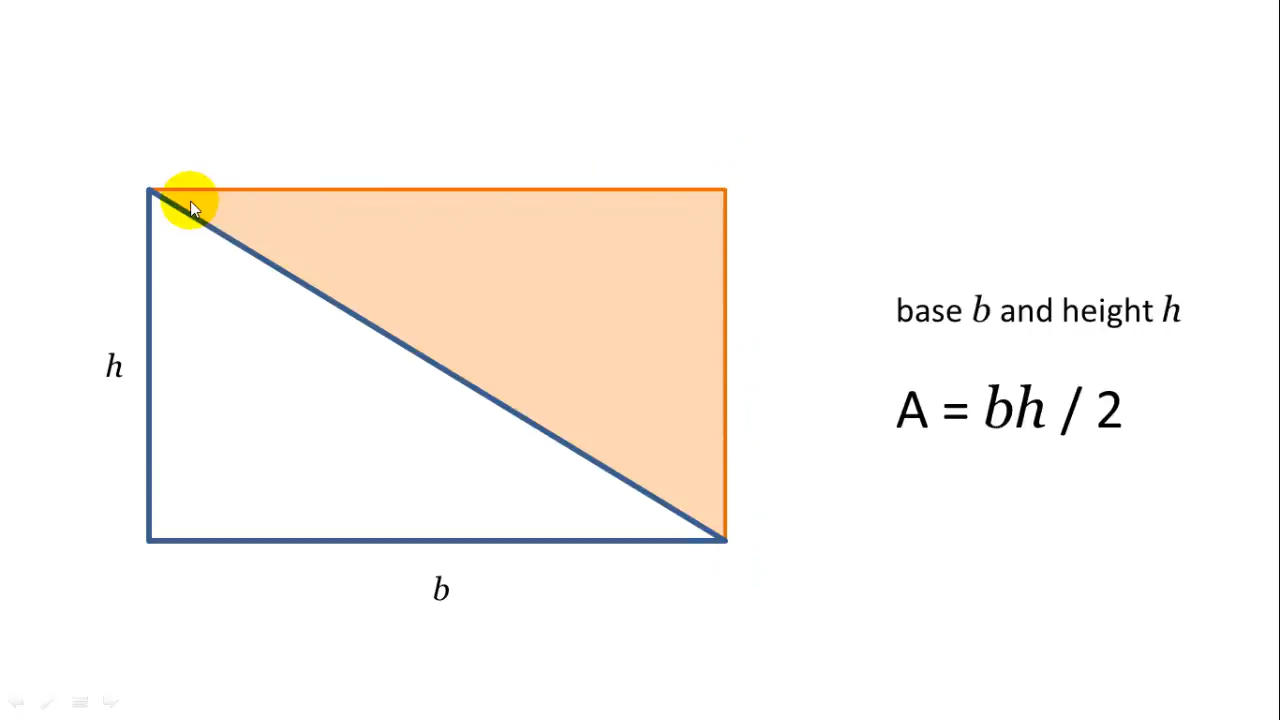 h
b
base b and height h
A = bh / 2